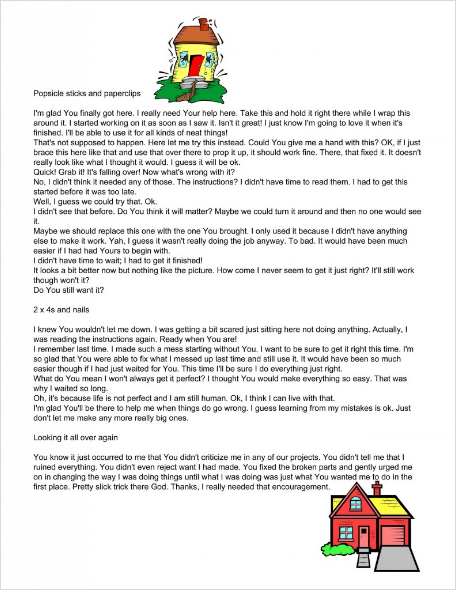 Popsicle sticks and paperclips
I'm glad You finally got here. I really need Your help here. Take this and hold it right there while I wrap this
around it. I started working on it as soon as I saw it. Isn't it great! I just know I'm going to love it when it's
finished. I'll be able to use it for all kinds of neat things!
That's not supposed to happen. Here let me try this instead. Could You give me a hand with this? OK, if I just
brace this here like that and use that over there to prop it up, it should work fine. There, that fixed it. It doesn't
really look like what I thought it would. I guess it will be ok.
Quick! Grab it! It's falling over! Now what's wrong with it?
No, I didn't think it needed any of those. The instructions? I didn't have time to read them. I had to get this
started before it was too late.
Well, I guess we could try that. Ok.
I didn't see that before. Do You think it will matter? Maybe we could turn it around and then no one would see
it.
Maybe we should replace this one with the one You brought. I only used it because I didn't have anything
else to make it work. Yah, I guess it wasn't really doing the job anyway. To bad. It would have been much
easier if I had had Yours to begin with.
I didn't have time to wait; I had to get it finished!
It looks a bit better now but nothing like the picture. How come I never seem to get it just right? It'll still work
though won't it?
Do You still want it?
2 x 4s and nails
I knew You wouldn't let me down. I was getting a bit scared just sitting here not doing anything. Actually, I
was reading the instructions again. Ready when You are!
I remember last time. I made such a mess starting without You. I want to be sure to get it right this time. I'm
so glad that You were able to fix what I messed up last time and still use it. It would have been so much
easier though if I had just waited for You. This time I'll be sure I do everything just right.
What do You mean I won't always get it perfect? I thought You would make everything so easy. That was
why I waited so long.
Oh, it's because life is not perfect and I am still human. Ok, I think I can live with that.
I'm glad You'll be there to help me when things do go wrong. I guess learning from my mistakes is ok. Just
don't let me make any more really big ones.
Looking it all over again
You know it just occurred to me that You didn't criticize me in any of our projects. You didn't tell me that I
ruined everything. You didn't even reject want I had made. You fixed the broken parts and gently urged me
on in changing the way I was doing things until what I was doing was just what You wanted me to do in the
first place. Pretty slick trick there God. Thanks, I really needed that encouragement.